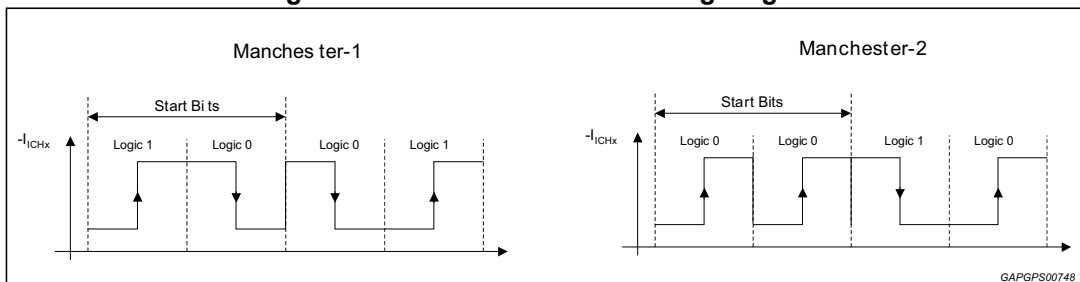 Manches ter-1
Manchester-2
Start Bi ts
Start Bits
-I_ICHx
Logic 1 Logic 0 Logic 0 Logic 1
-I_ICHx
Logic 0 Logic 0 Logic 1 Logic 0
GAPGPS00748